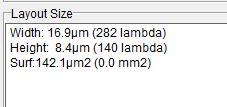 Layout Size
Width: 16.9µm (282 lambda)
Height:  8.4µm (140 lambda)
Surf:142.1µm2 (0.0 mm2)